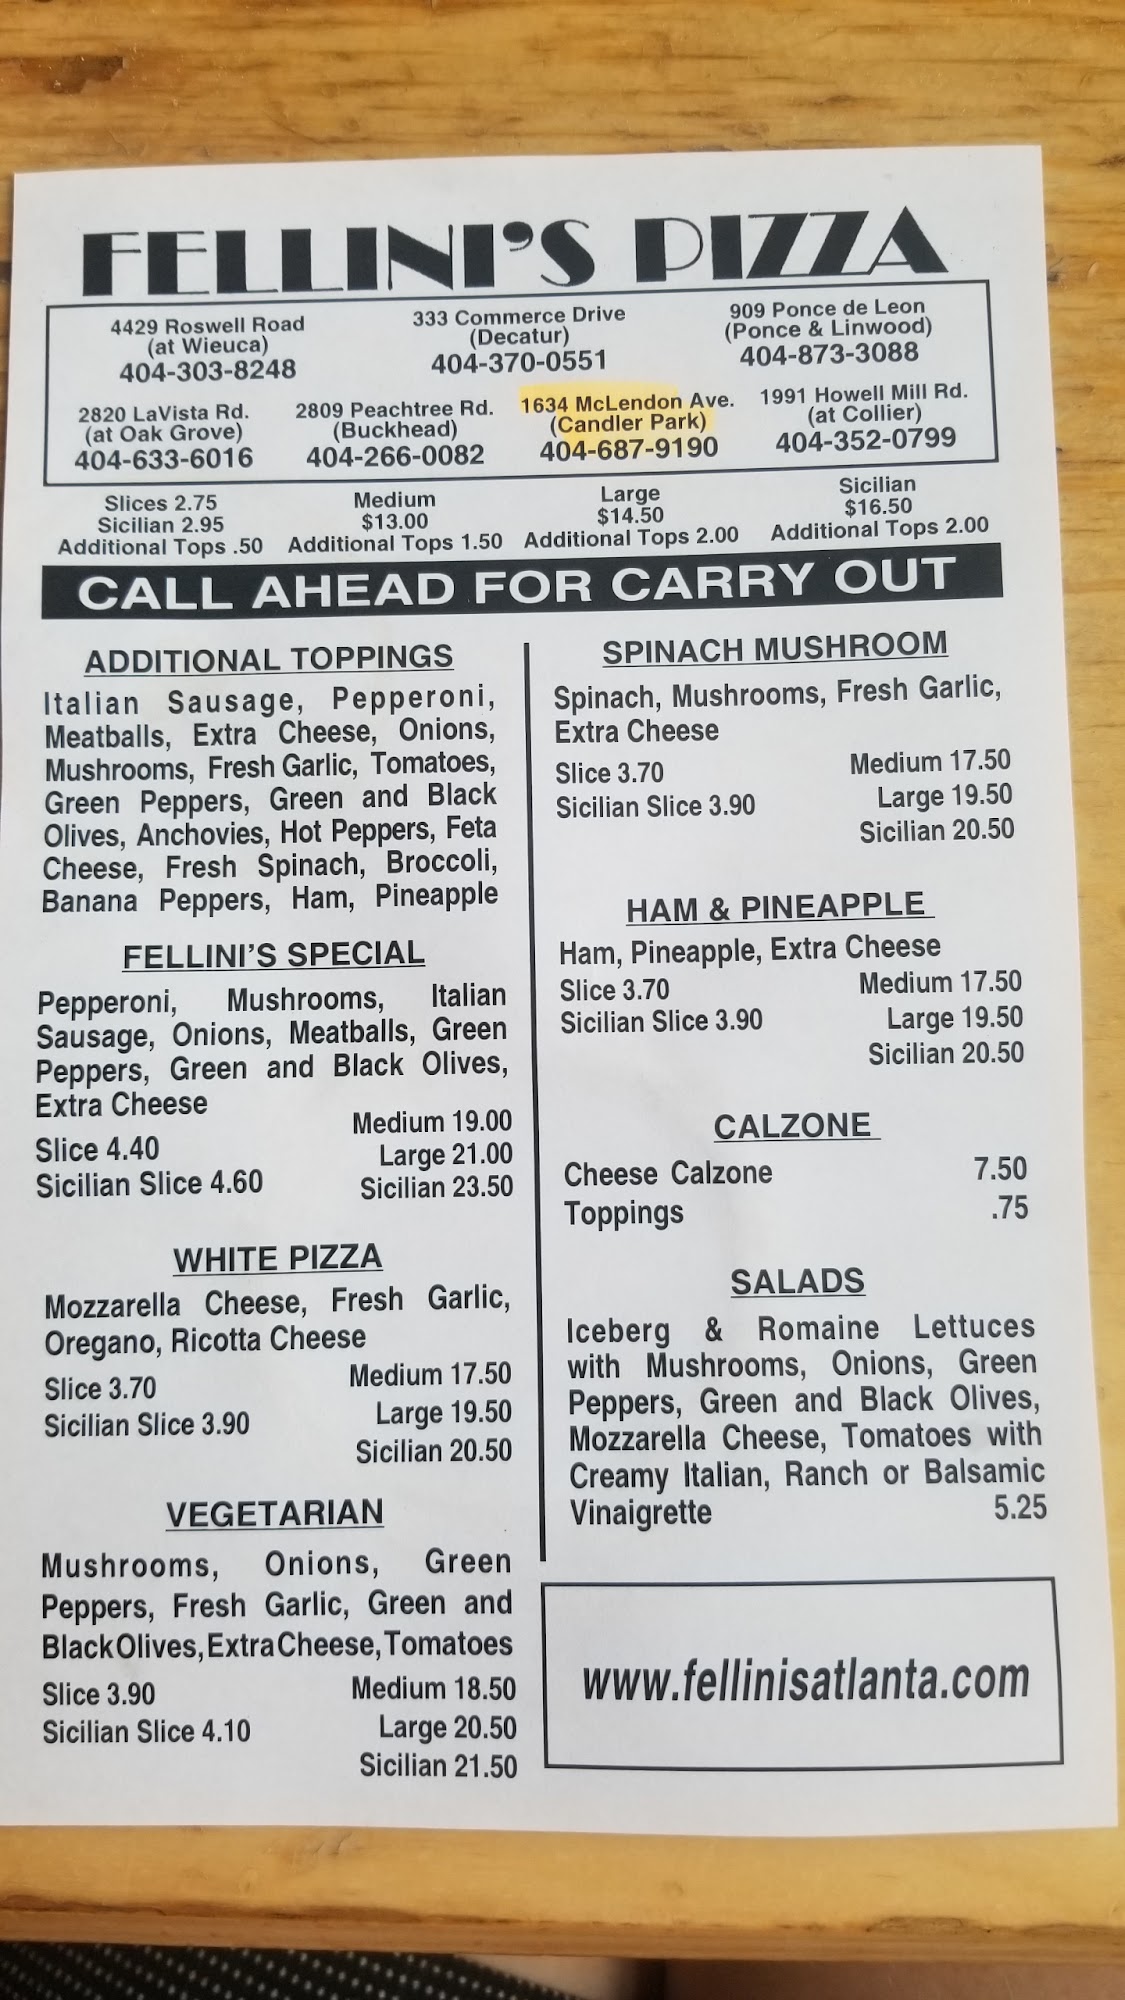 FELLINI'S PIZZA
4429 Roswell Road
(at Wieuca)
404-303-8248
333 Commerce Drive
(Decatur)
404-370-0551
909 Ponce de Leon
(Ponce & Linwood)
404-873-3088
2820 LaVista Rd.
(at Oak Grove)
404-633-6016
2809 Peachtree Rd.
(Buckhead)
404-266-0082
1634 McLendon Ave.
(Candler Park)
404-687-9190
1991 Howell Mill Rd.
(at Collier)
404-352-0799
Slices 2.75
Sicilian 2.95
Additional Tops .50
Medium
$13.00
Additional Tops 1.50
Large
$14.50
Additional Tops 2.00
Sicilian
$16.50
Additional Tops 2.00
CALL AHEAD FOR CARRY OUT
ADDITIONAL TOPPINGS
Italian Sausage, Pepperoni,
Meatballs, Extra Cheese, Onions,
Mushrooms, Fresh Garlic, Tomatoes,
Green Peppers, Green and Black
Olives, Anchovies, Hot Peppers, Feta
Cheese, Fresh Spinach, Broccoli,
Banana Peppers, Ham, Pineapple
FELLINI'S SPECIAL
Pepperoni, Mushrooms, Italian
Sausage, Onions, Meatballs, Green
Peppers, Green and Black Olives,
Extra Cheese
Slice 4.40
Sicilian Slice 4.60
Medium 19.00
Large 21.00
Sicilian 23.50
WHITE PIZZA
Mozzarella Cheese, Fresh Garlic,
Oregano, Ricotta Cheese
Slice 3.70
Sicilian Slice 3.90
Medium 17.50
Large 19.50
Sicilian 20.50
VEGETARIAN
Mushrooms, Onions, Green
Peppers, Fresh Garlic, Green and
Black Olives, Extra Cheese, Tomatoes
Slice 3.90
Sicilian Slice 4.10
Medium 18.50
Large 20.50
Sicilian 21.50
SPINACH MUSHROOM
Spinach, Mushrooms, Fresh Garlic,
Extra Cheese
Slice 3.70
Sicilian Slice 3.90
Medium 17.50
Large 19.50
Sicilian 20.50
HAM & PINEAPPLE
Ham, Pineapple, Extra Cheese
Slice 3.70
Sicilian Slice 3.90
Medium 17.50
Large 19.50
Sicilian 20.50
CALZONE
Cheese Calzone 7.50
Toppings .75
SALADS
Iceberg & Romaine Lettuces
with Mushrooms, Onions, Green
Peppers, Green and Black Olives,
Mozzarella Cheese, Tomatoes with
Creamy Italian, Ranch or Balsamic
Vinaigrette 5.25
www.fellinisatlanta.com